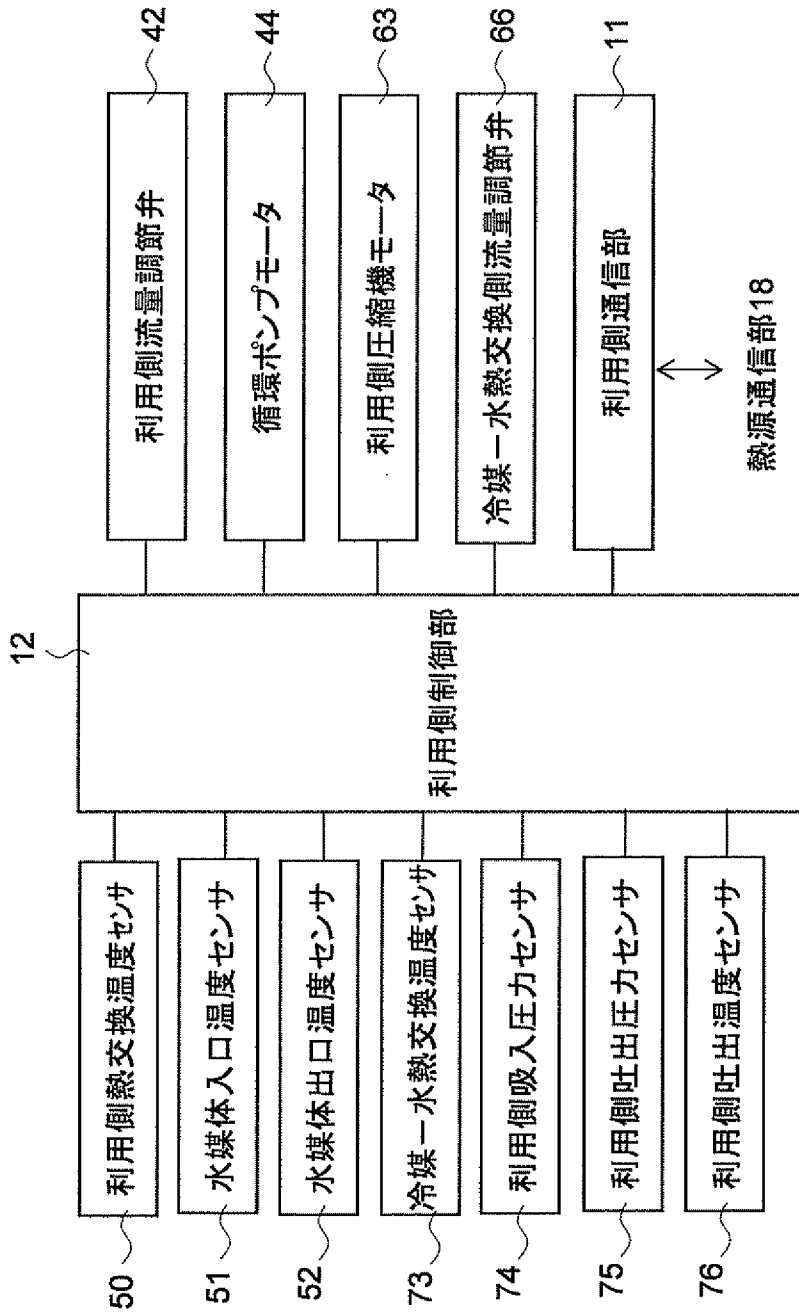 12
利用側制御部
50
利用側熱交換温度センサ
51
水媒体入口温度センサ
52
水媒体出口温度センサ
73
冷媒－水熱交換温度センサ
74
利用側吸入圧力センサ
75
利用側吐出圧力センサ
76
利用側吐出温度センサ
利用側流量調節弁
42
循環ポンプモータ
44
利用側圧縮機モータ
63
冷媒－水熱交換側流量調節弁
66
利用側通信部
11
熱源通信部18